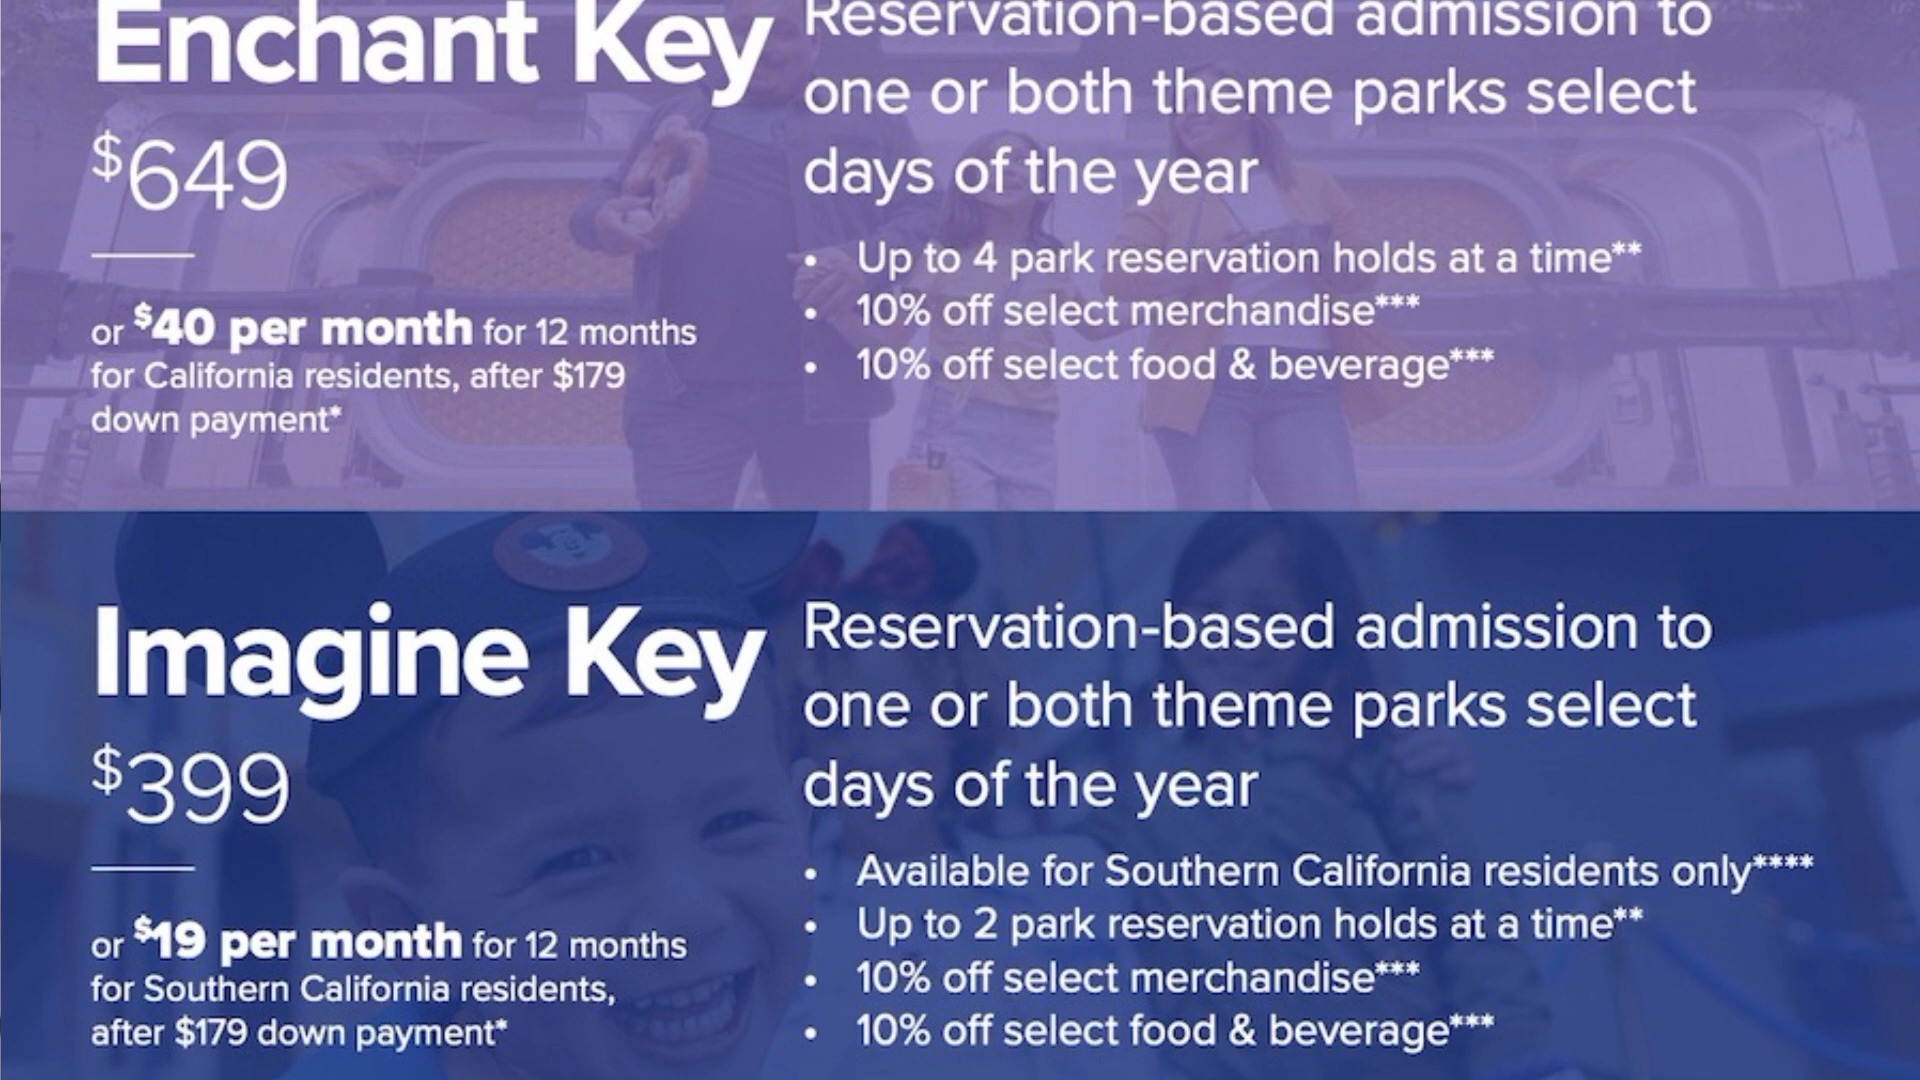 Enchant Key
$649
or $40 per month for 12 months
for California residents, after $179
down payment*
Reservation-based admission to
one or both theme parks select
days of the year
• Up to 4 park reservation holds at a time**
• 10% off select merchandise***
• 10% off select food & beverage***
Imagine Key
$399
or $19 per month for 12 months
for Southern California residents,
after $179 down payment*
Reservation-based admission to
one or both theme parks select
days of the year
• Available for Southern California residents only****
• Up to 2 park reservation holds at a time**
• 10% off select merchandise***
• 10% off select food & beverage***